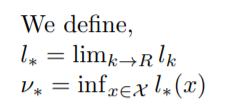 We define,
l_* = lim_{k→R} l_k
ν_* = inf_{x∈𝒳} l_*(x)